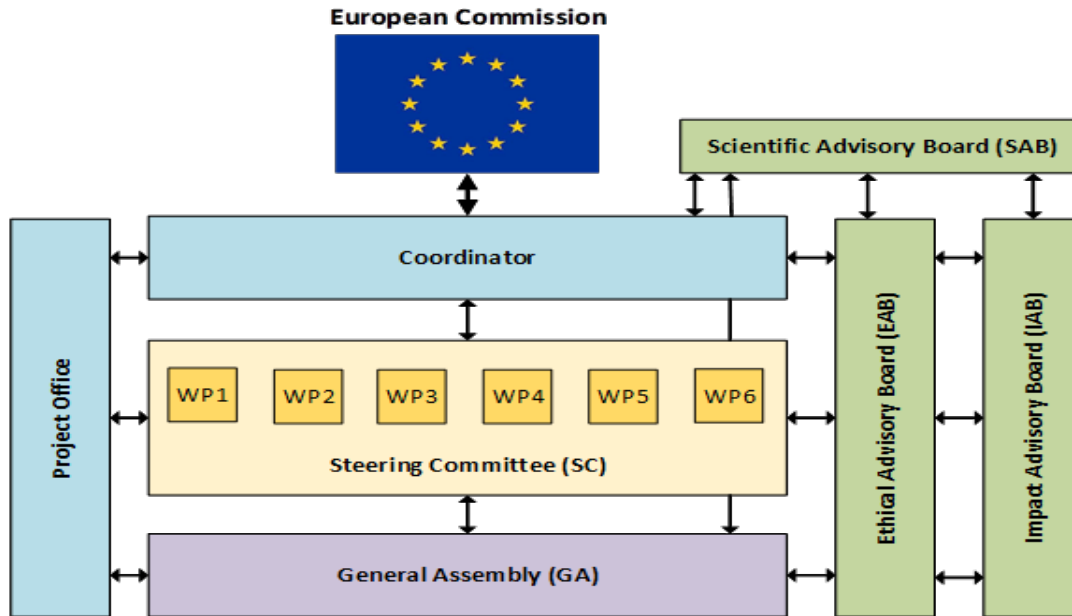 European Commission
Scientific Advisory Board (SAB)
Coordinator
Project Office
WP1
WP2
WP3
WP4
WP5
WP6
Steering Committee (SC)
Ethical Advisory Board (EAB)
Impact Advisory Board (IAB)
General Assembly (GA)